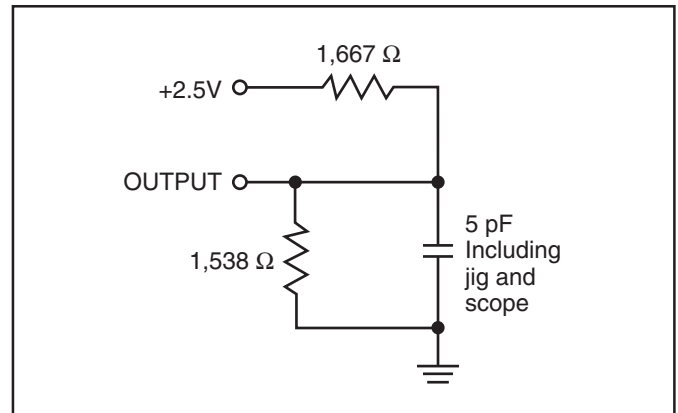 1,667 Ω
+2.5V
OUTPUT
1,538 Ω
5 pF
Including
jig and
scope